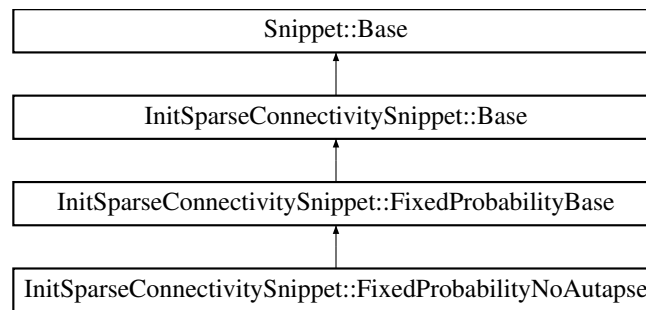 Snippet::Base
InitSparseConnectivitySnippet::Base
InitSparseConnectivitySnippet::FixedProbabilityBase
InitSparseConnectivitySnippet::FixedProbabilityNoAutapse